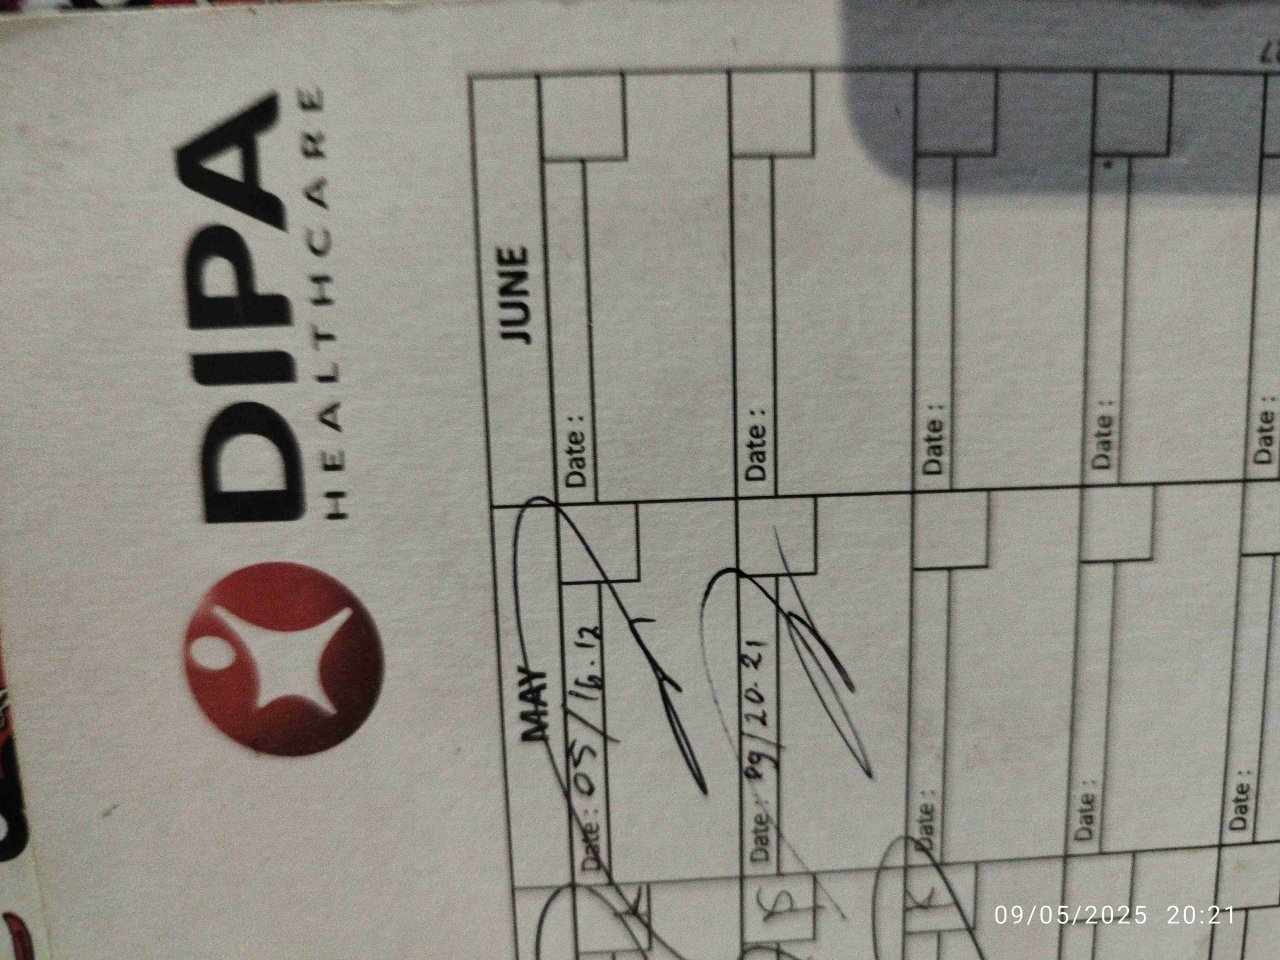 DIPA
HEALTHCARE
MAY
JUNE
Date : 05/16.12
Date :
K
Date : 09/20.21
Date :
Date :
Date :
K
Date :
Date :
Date :
Date :
09/05/2025 20:21